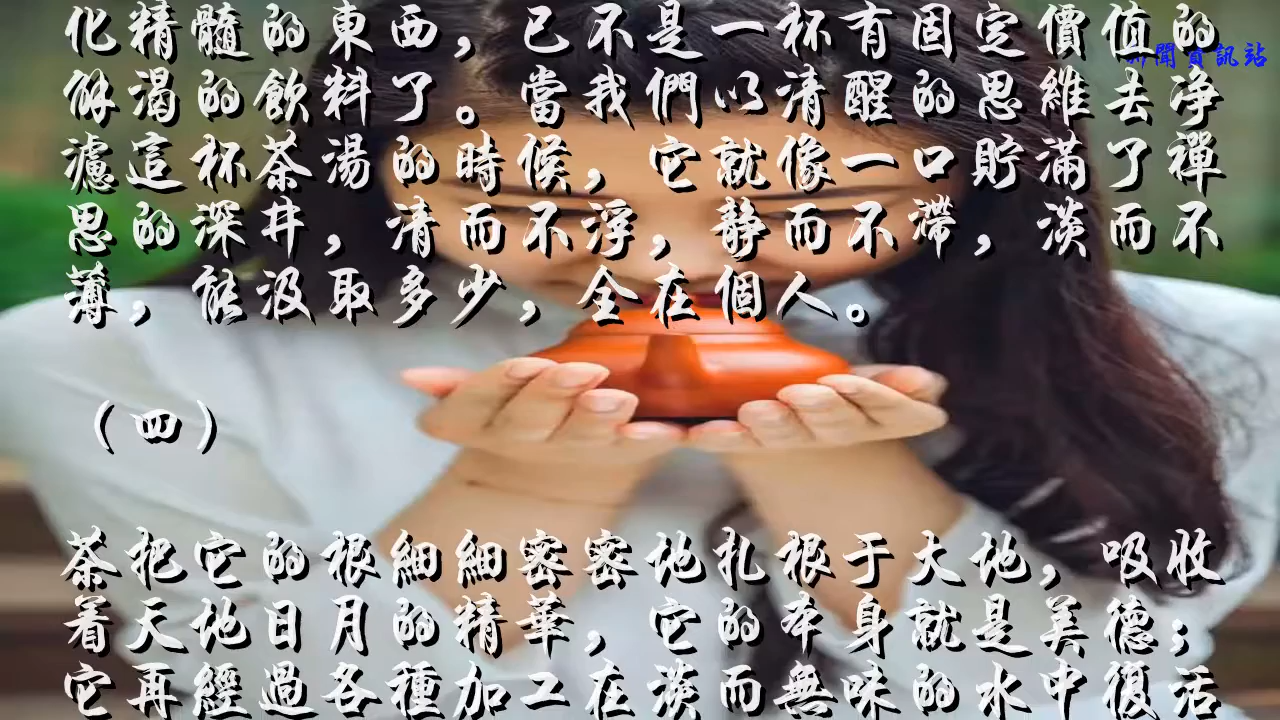 化精髓的東西，已不是一杯有固定價值的
聞資訊站
解渴的飲料了。當我們以清醒的思維去净
濾這杯茶湯的時候，它就像一口貯滿了禪
思的深井，清而不浮，靜而不滯，淡而不
薄，能汲取多少，全在個人。
（四）
茶把它的根細細密密地扎根于大地，吸收
着天地日月的精華，它的本身就是美德；
它再經過各種加工在淡而無味的水中復活